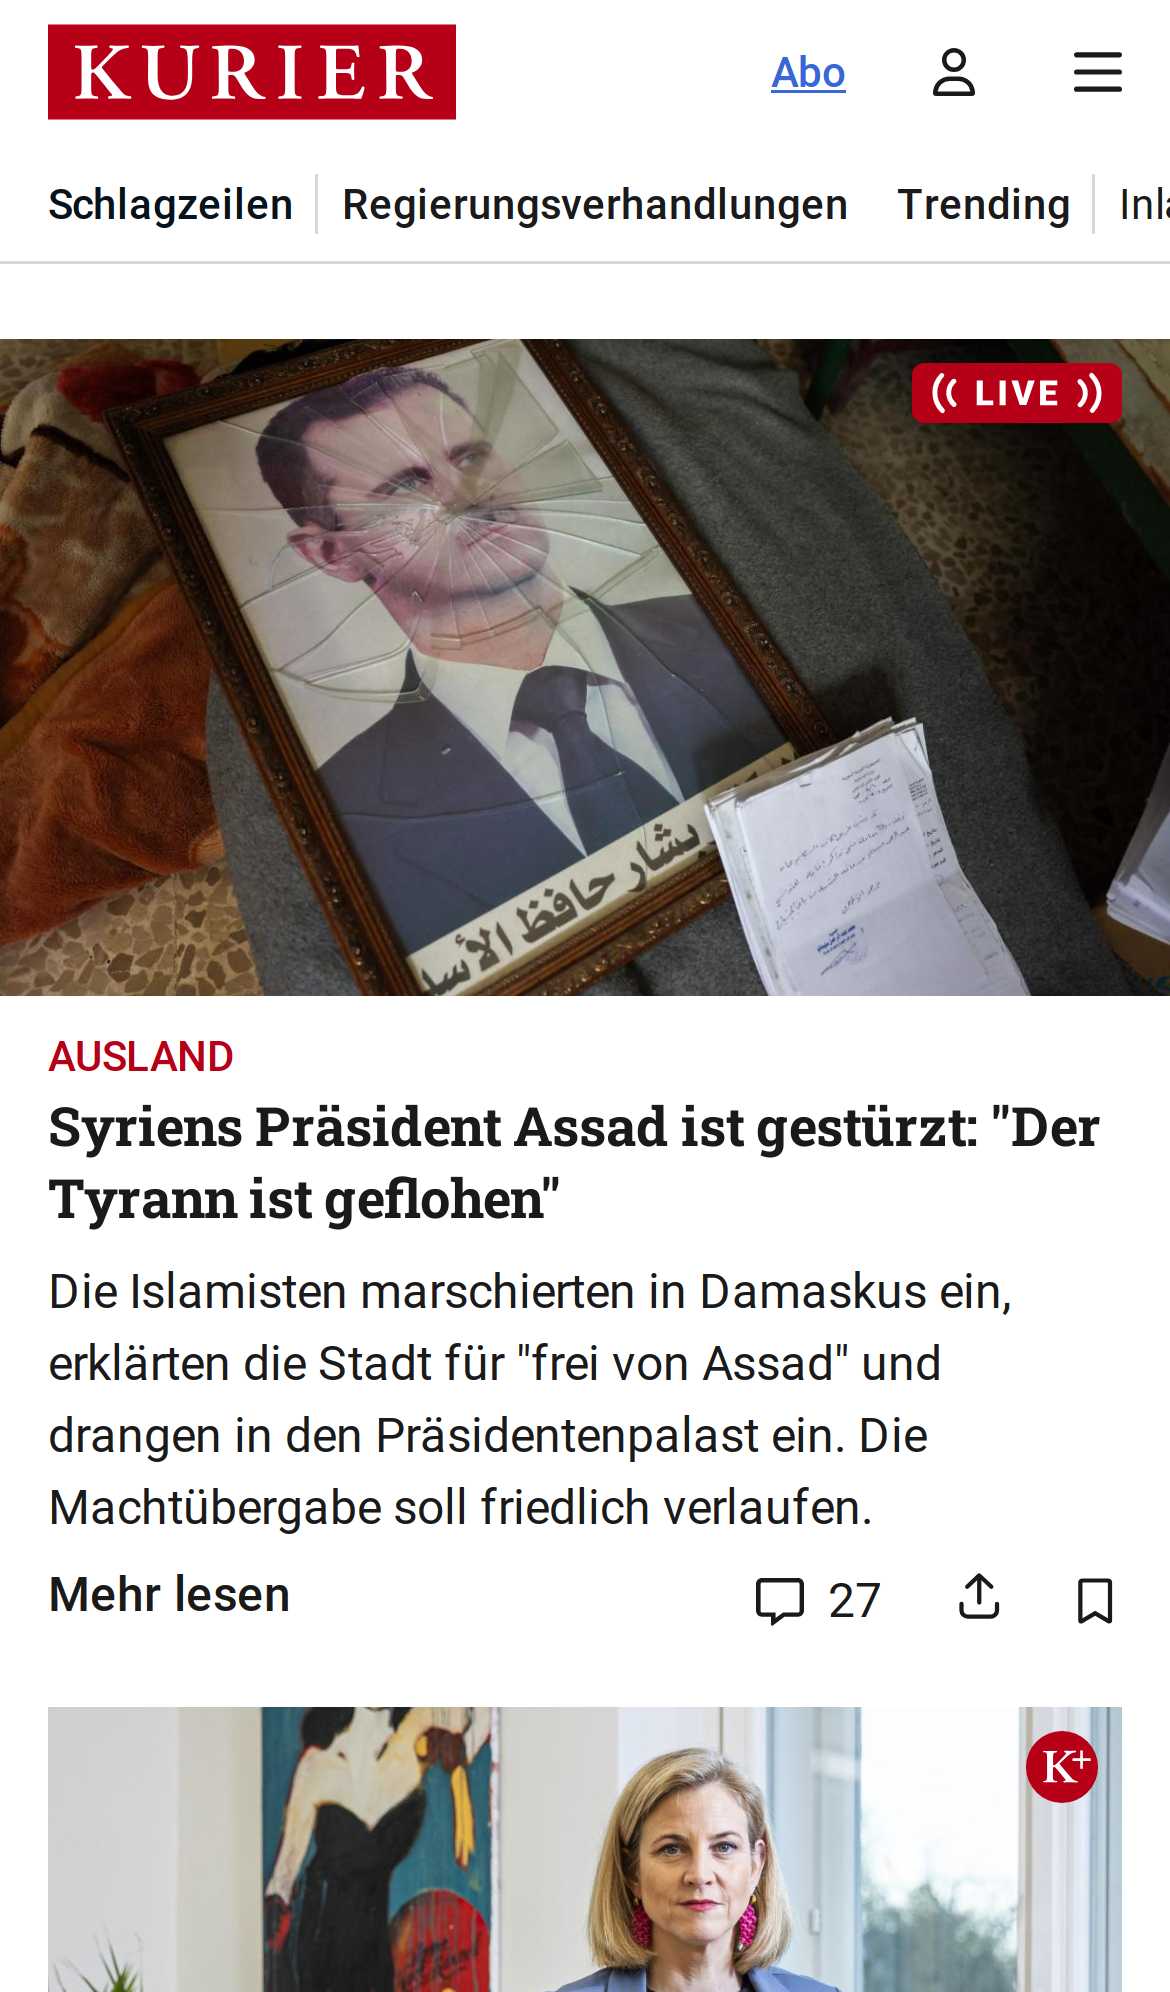 KURIER
Abo
Schlagzeilen
Regierungsverhandlungen
Trending
LIVE
بشار حافظ الأسد
AUSLAND
Syriens Präsident Assad ist gestürzt: "Der
Tyrann ist geflohen"
Die Islamisten marschierten in Damaskus ein,
erklärten die Stadt für "frei von Assad" und
drangen in den Präsidentenpalast ein. Die
Machtübergabe soll friedlich verlaufen.
Mehr lesen
27
K+